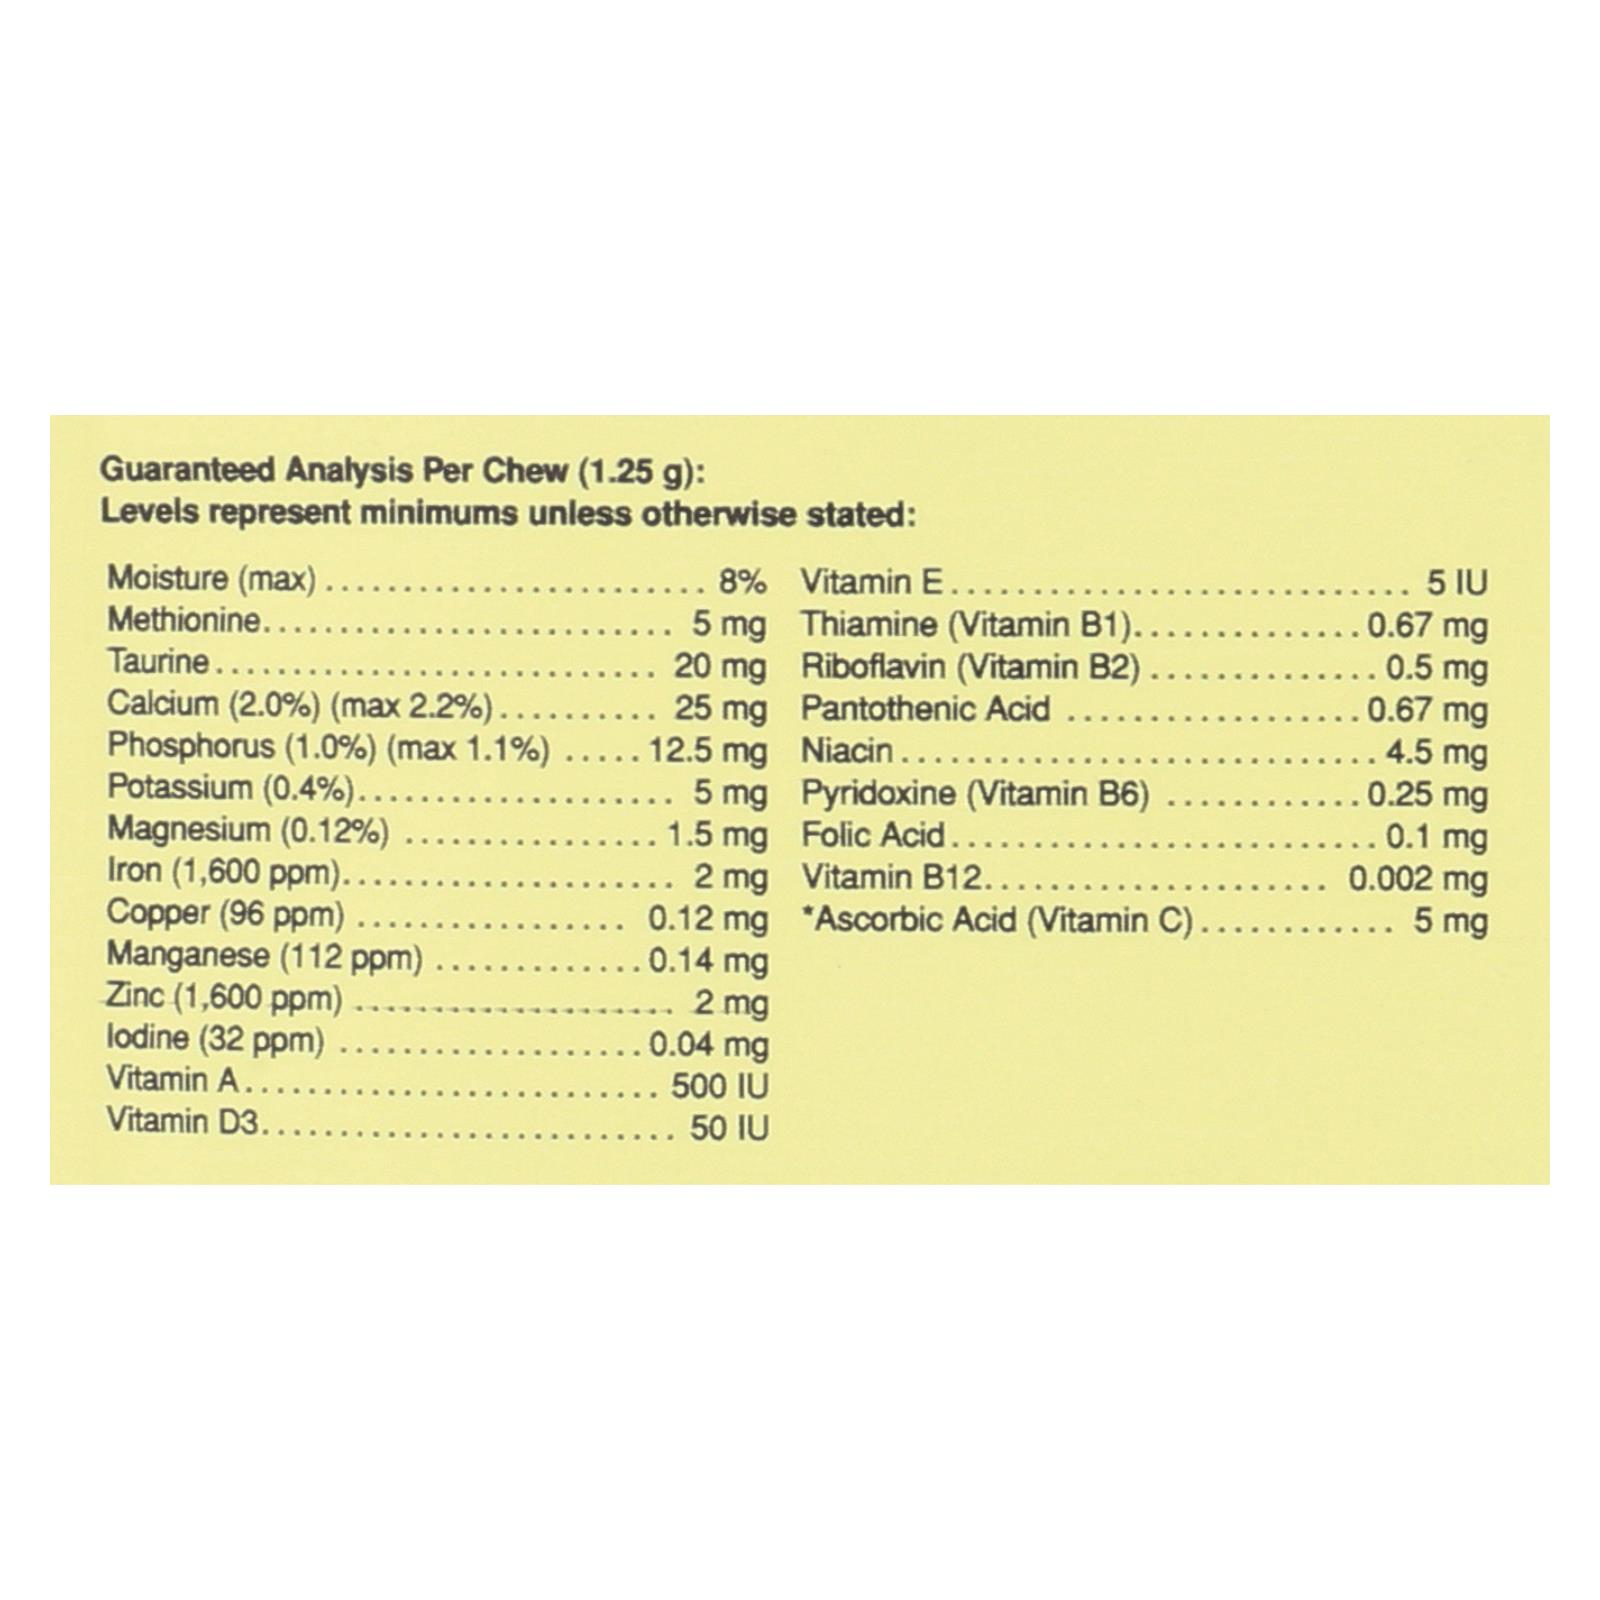 Guaranteed Analysis Per Chew (1.25 g):
Levels represent minimums unless otherwise stated:
Moisture (max) ........................ 8%
Methionine........................... 5 mg
Taurine............................. 20 mg
Calcium (2.0%) (max 2.2%).......... 25 mg
Phosphorus (1.0%) (max 1.1%) ..... 12.5 mg
Potassium (0.4%)..................... 5 mg
Magnesium (0.12%) ................ 1.5 mg
Iron (1,600 ppm)...................... 2 mg
Copper (96 ppm) ................. 0.12 mg
Manganese (112 ppm) ............. 0.14 mg
Zinc (1,600 ppm) ..................... 2 mg
Iodine (32 ppm) .................... 0.04 mg
Vitamin A........................... 500 IU
Vitamin D3........................... 50 IU
Vitamin E.............................. 5 IU
Thiamine (Vitamin B1)............... 0.67 mg
Riboflavin (Vitamin B2) ............... 0.5 mg
Pantothenic Acid ................... 0.67 mg
Niacin............................... 4.5 mg
Pyridoxine (Vitamin B6) ............. 0.25 mg
Folic Acid............................ 0.1 mg
Vitamin B12...................... 0.002 mg
*Ascorbic Acid (Vitamin C)............. 5 mg